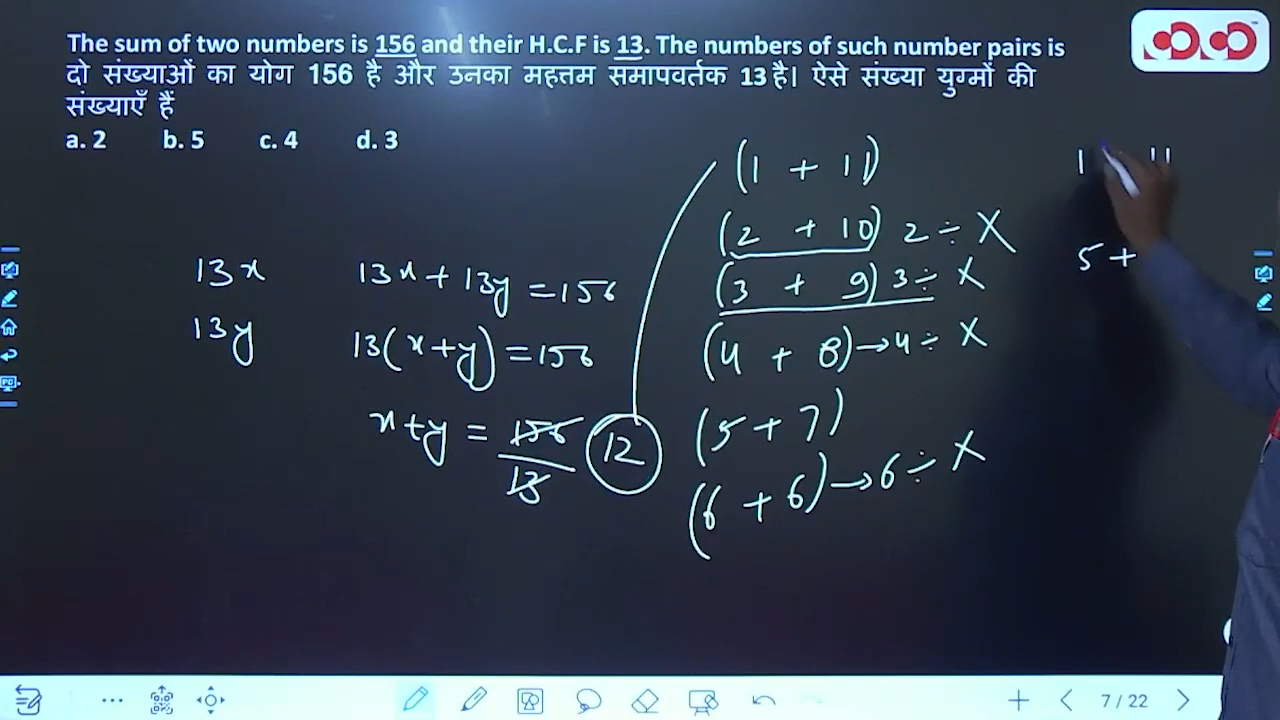 The sum of two numbers is 156 and their H.C.F is 13. The numbers of such number pairs is
दो संख्याओं का योग 156 है और उनका महत्तम समापवर्तक 13 है। ऐसे संख्या युग्मों की
संख्याएँ हैं
a. 2 b. 5 c. 4 d. 3
13x
13y
13x + 13y = 156
13(x+y) = 156
x+y = 156/13 12
(1 + 11)
(2 + 10) 2 ÷ X
(3 + 9) 3 ÷ X
(4 + 8) → 4 ÷ X
(5 + 7)
(6 + 6) → 6 ÷ X
1 11
5 +
7 / 22